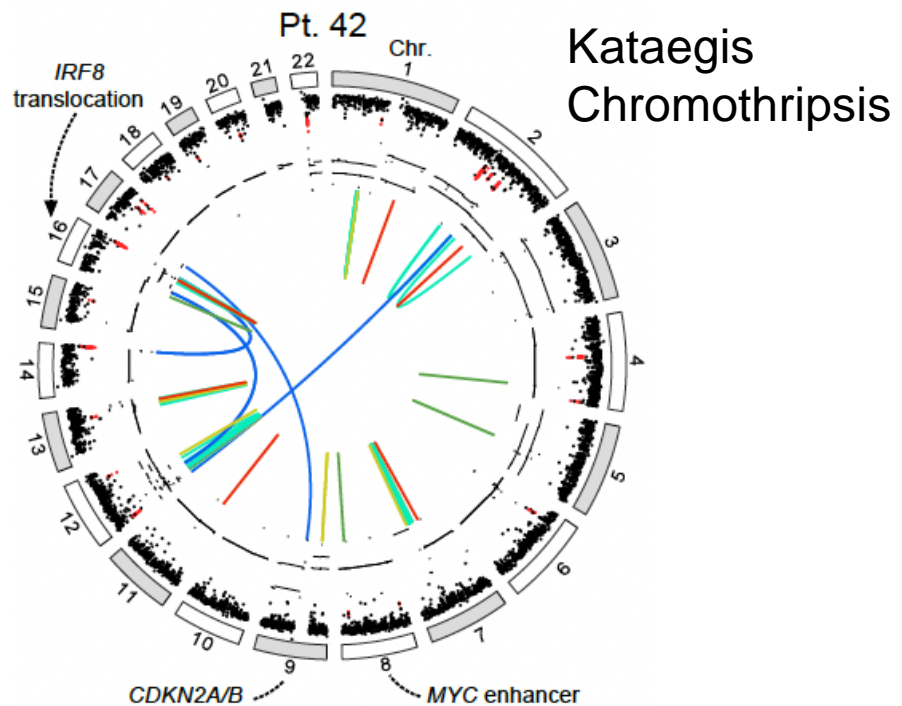 Pt. 42
Kataegis
Chromothripsis
IRF8
translocation
Chr.
1
2
3
4
5
6
7
8
9
10
11
12
13
14
15
16
17
18
19
20
21
22
CDKN2A/B
MYC enhancer